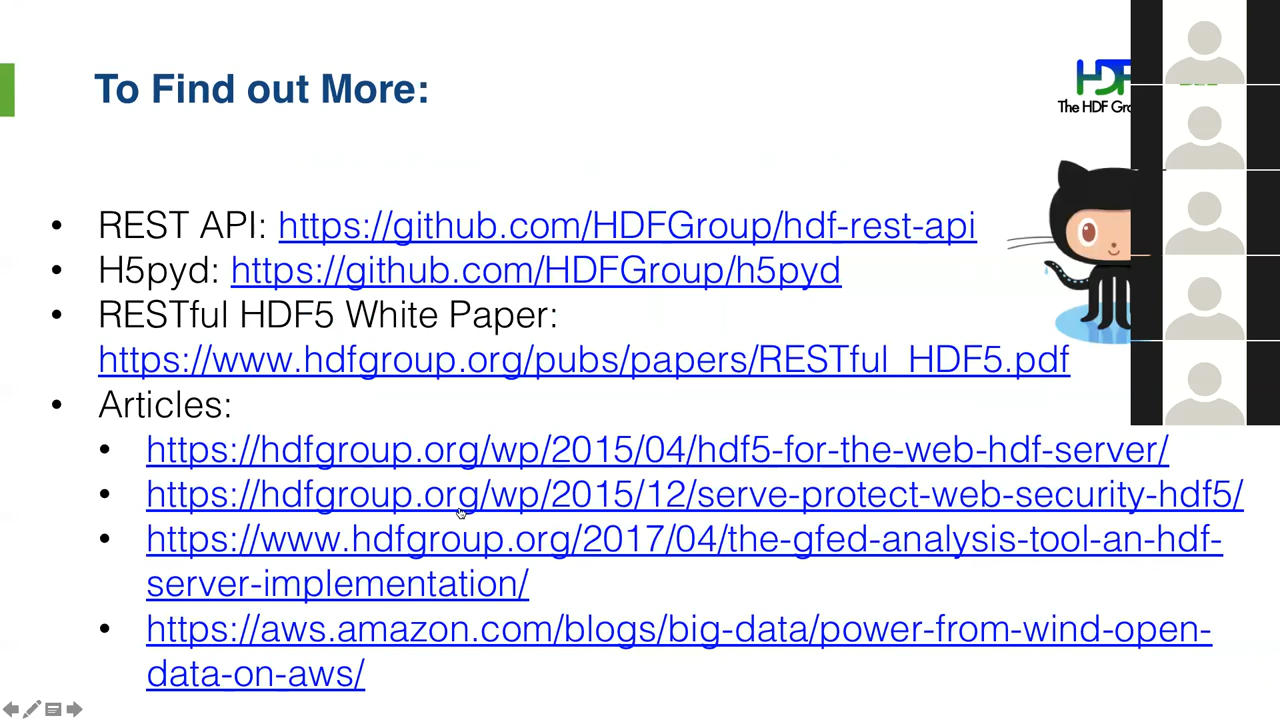 To Find out More:
The HDF
• REST API: https://github.com/HDFGroup/hdf-rest-api
• H5pyd: https://github.com/HDFGroup/h5pyd
• RESTful HDF5 White Paper:
https://www.hdfgroup.org/pubs/papers/RESTful_HDF5.pdf
• Articles:
• https://hdfgroup.org/wp/2015/04/hdf5-for-the-web-hdf-server/
• https://hdfgroup.org/wp/2015/12/serve-protect-web-security-hdf5/
• https://www.hdfgroup.org/2017/04/the-gfed-analysis-tool-an-hdf-
server-implementation/
• https://aws.amazon.com/blogs/big-data/power-from-wind-open-
data-on-aws/